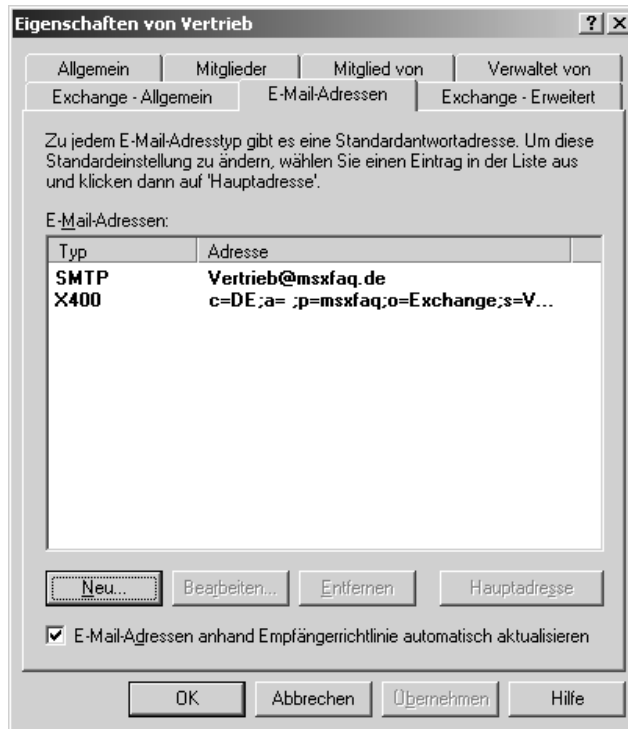 Eigenschaften von Vertrieb
Allgemein Mitglieder Mitglied von Verwaltet von
Exchange - Allgemein E-Mail-Adressen Exchange - Erweitert
Zu jedem E-Mail-Adresstyp gibt es eine Standardantwortadresse. Um diese
Standardeinstellung zu ändern, wählen Sie einen Eintrag in der Liste aus
und klicken dann auf 'Hauptadresse'.
E-Mail-Adressen:
Typ Adresse
SMTP Vertrieb@msxfaq.de
X400 c=DE;a= ;p=msxfaq;o=Exchange;s=V...
Neu... Bearbeiten... Entfernen Hauptadresse
E-Mail-Adressen anhand Empfängerrichtlinie automatisch aktualisieren
OK Abbrechen Übernehmen Hilfe